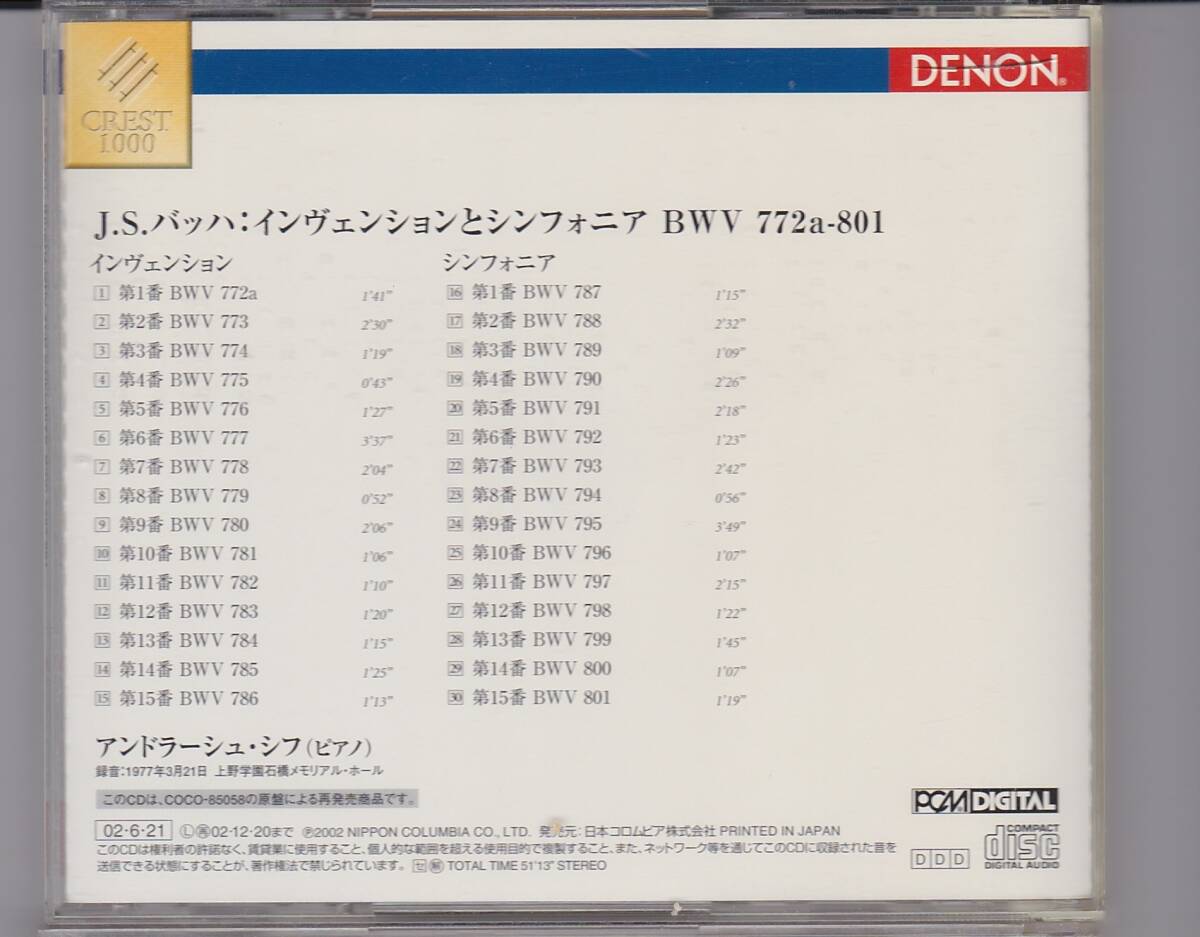 CREST
1000
DENON®
J.S.バッハ：インヴェンションとシンフォニア BWV 772a-801
インヴェンション
1 第1番 BWV 772a 1'41"
2 第2番 BWV 773 2'30"
3 第3番 BWV 774 1'19"
4 第4番 BWV 775 0'43"
5 第5番 BWV 776 1'27"
6 第6番 BWV 777 3'37"
7 第7番 BWV 778 2'04"
8 第8番 BWV 779 0'52"
9 第9番 BWV 780 2'06"
10 第10番 BWV 781 1'06"
11 第11番 BWV 782 1'10"
12 第12番 BWV 783 1'20"
13 第13番 BWV 784 1'15"
14 第14番 BWV 785 1'25"
15 第15番 BWV 786 1'13"
シンフォニア
16 第1番 BWV 787 1'15"
17 第2番 BWV 788 2'32"
18 第3番 BWV 789 1'09"
19 第4番 BWV 790 2'26"
20 第5番 BWV 791 2'18"
21 第6番 BWV 792 1'23"
22 第7番 BWV 793 2'42"
23 第8番 BWV 794 0'56"
24 第9番 BWV 795 3'49"
25 第10番 BWV 796 1'07"
26 第11番 BWV 797 2'15"
27 第12番 BWV 798 1'22"
28 第13番 BWV 799 1'45"
29 第14番 BWV 800 1'07"
30 第15番 BWV 801 1'19"
アンドラーシュ・シフ（ピアノ）
録音：1977年3月21日 上野学園石橋メモリアル・ホール
このCDは、COCO-85058の原盤による再発売商品です。
02・6・21 Ⓛ㋹02・12・20まで ℗2002 NIPPON COLUMBIA CO., LTD. 発売元：日本コロムビア株式会社 PRINTED IN JAPAN
このCDは権利者の許諾なく、賃貸業に使用すること、個人的な範囲を超える使用目的で複製すること、また、ネットワーク等を通じてこのCDに収録された音を
送信できる状態にすることが、著作権法で禁じられています。 TOTAL TIME 51'13" STEREO
PCM DIGITAL
DDD
COMPACT
disc
DIGITAL AUDIO